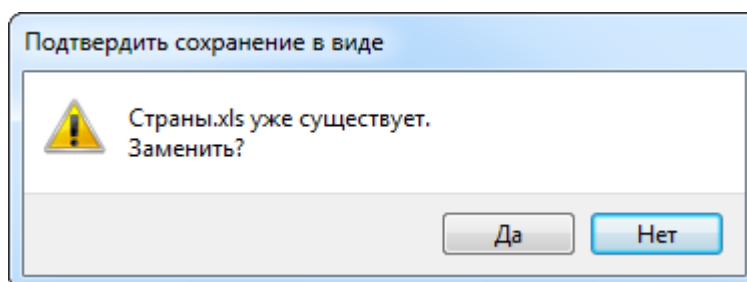 Подтвердить сохранение в виде
Страны.xls уже существует.
Заменить?
Да
Нет